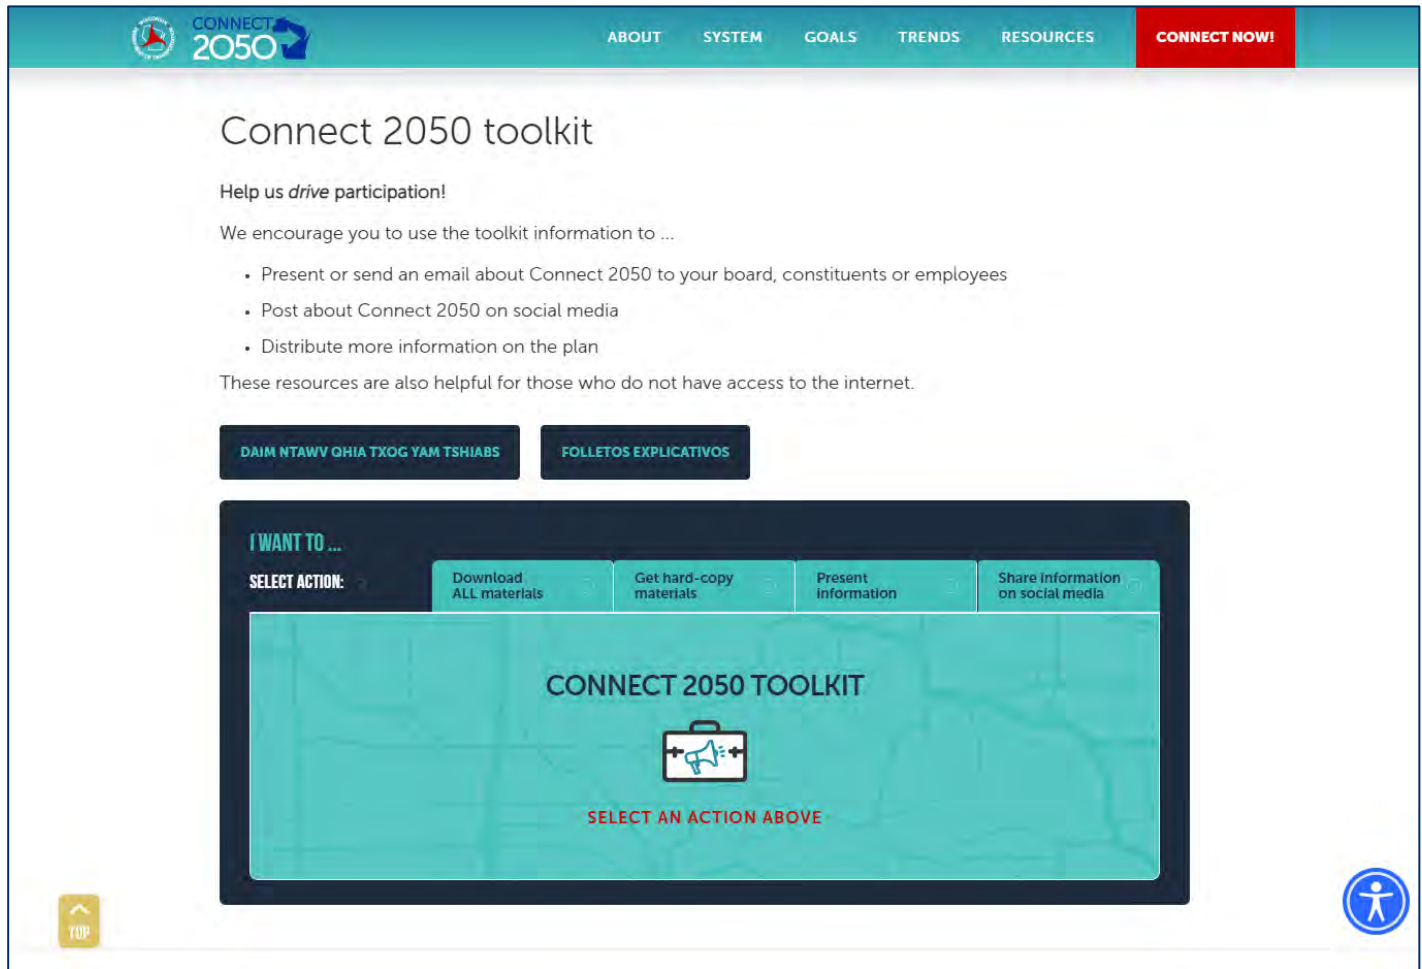 CONNECT
2050
ABOUT
SYSTEM
GOALS
TRENDS
RESOURCES
CONNECT NOW!
Connect 2050 toolkit
Help us drive participation!
We encourage you to use the toolkit information to ...
• Present or send an email about Connect 2050 to your board, constituents or employees
• Post about Connect 2050 on social media
• Distribute more information on the plan
These resources are also helpful for those who do not have access to the internet.
DAIM NTAWV QHIA TXOG YAM TSHIABS
FOLLETOS EXPLICATIVOS
I WANT TO ...
SELECT ACTION:
Download
ALL materials
Get hard-copy
materials
Present
information
Share information
on social media
CONNECT 2050 TOOLKIT
SELECT AN ACTION ABOVE
TOP